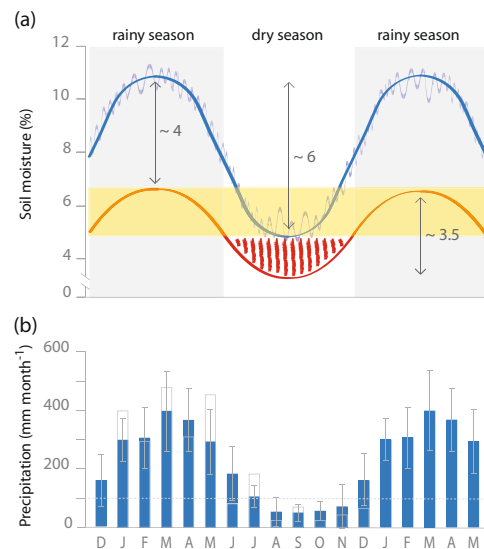 (a)
rainy season dry season rainy season
12
10
8
6
4
0
Soil moisture (%)
~ 4
~ 6
~ 3.5
(b)
600
400
200
0
Precipitation (mm month-1)
D J F M A M J J A S O N D J F M A M